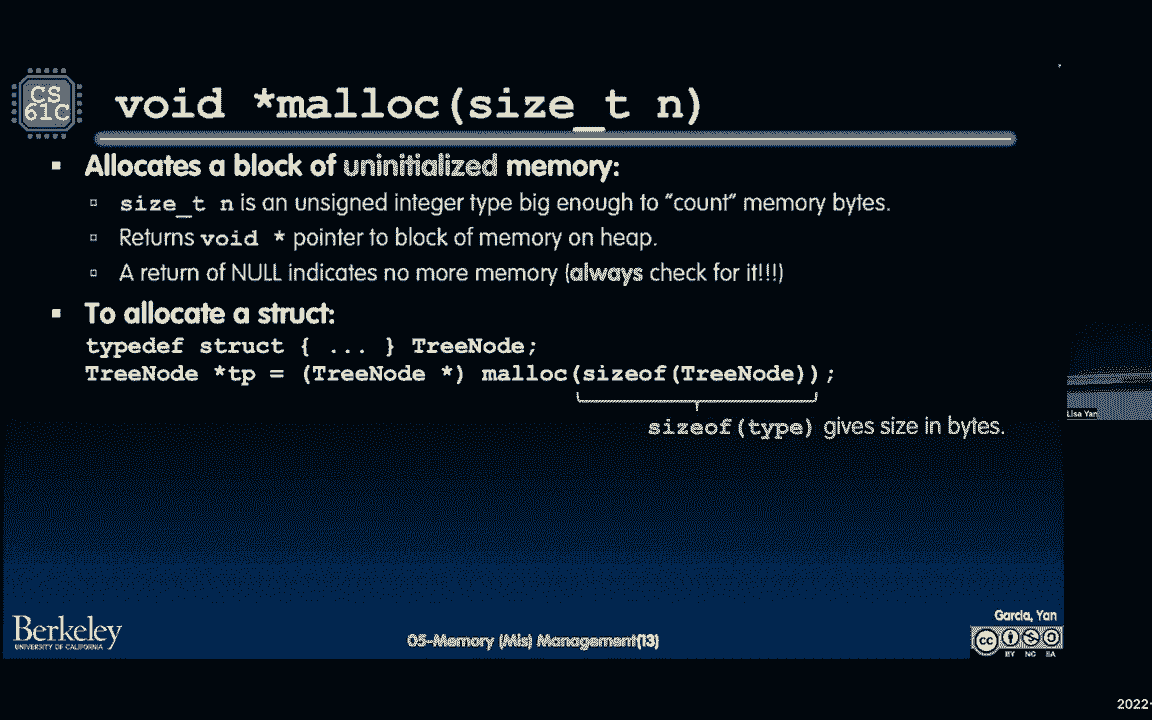 CS
61C
void *malloc(size_t n)
▪ Allocates a block of uninitialized memory:
▫ size_t n is an unsigned integer type big enough to "count" memory bytes.
▫ Returns void * pointer to block of memory on heap.
▫ A return of NULL indicates no more memory (always check for it!!!)
▪ To allocate a struct:
typedef struct { ... } TreeNode;
TreeNode *tp = (TreeNode *) malloc(sizeof(TreeNode));
sizeof(type) gives size in bytes.
Lisa Yan
Berkeley
UNIVERSITY OF CALIFORNIA
05-Memory (Mis) Management(13)
Garcia, Yan
cc
BY NC SA
2022-